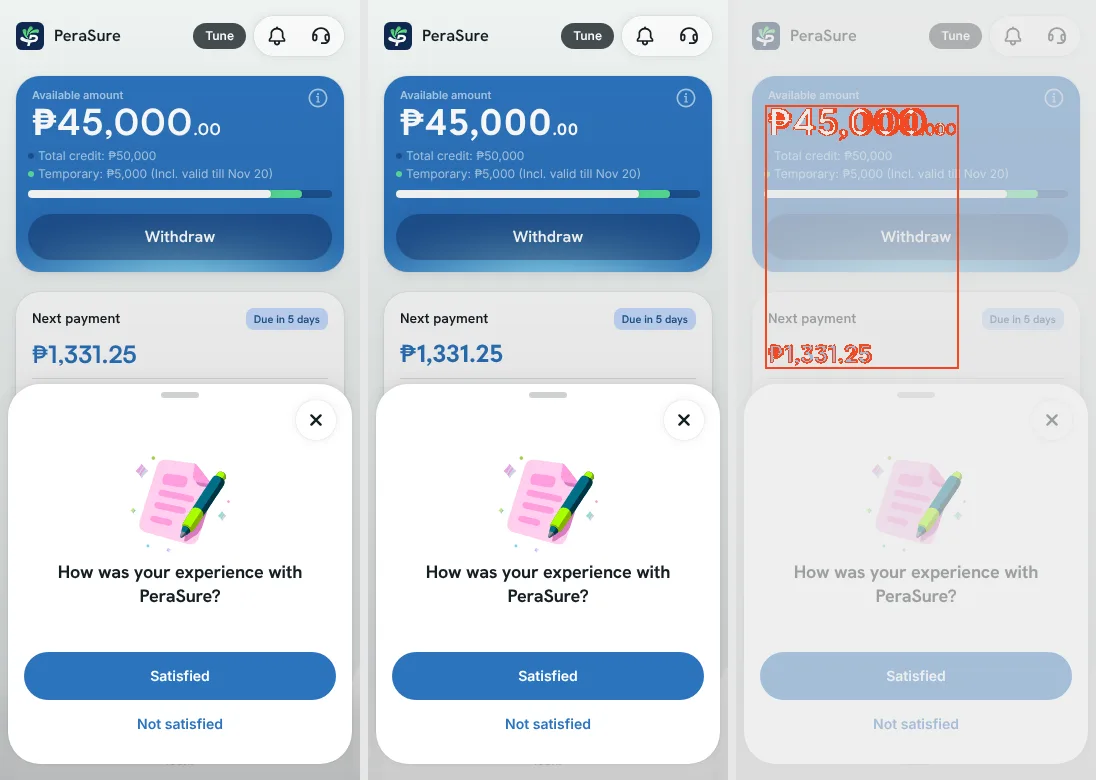 PeraSure
Tune
Available amount
₱45,000.00
Total credit: ₱50,000
Temporary: ₱5,000 (Incl. valid till Nov 20)
Withdraw
Next payment
Due in 5 days
₱1,331.25
How was your experience with
PeraSure?
Satisfied
Not satisfied
PeraSure
Tune
Available amount
₱45,000.00
Total credit: ₱50,000
Temporary: ₱5,000 (Incl. valid till Nov 20)
Withdraw
Next payment
Due in 5 days
₱1,331.25
How was your experience with
PeraSure?
Satisfied
Not satisfied
PeraSure
Tune
Available amount
Total credit: ₱50,000
Temporary: ₱5,000 (Incl. valid till Nov 20)
Withdraw
Next payment
Due in 5 days
₱1,331.25
How was your experience with
PeraSure?
Satisfied
Not satisfied